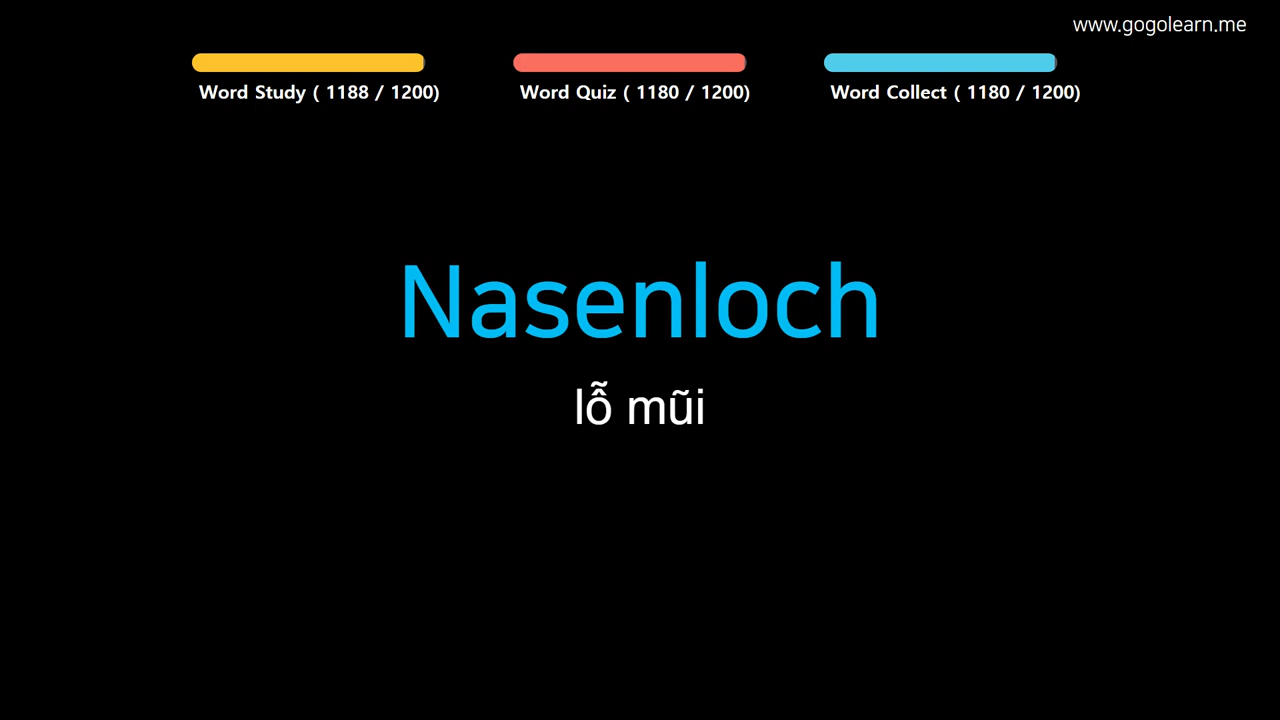 www.gogolearn.me
Word Study ( 1188 / 1200)
Word Quiz ( 1180 / 1200)
Word Collect ( 1180 / 1200)
Nasenloch
lỗ mũi